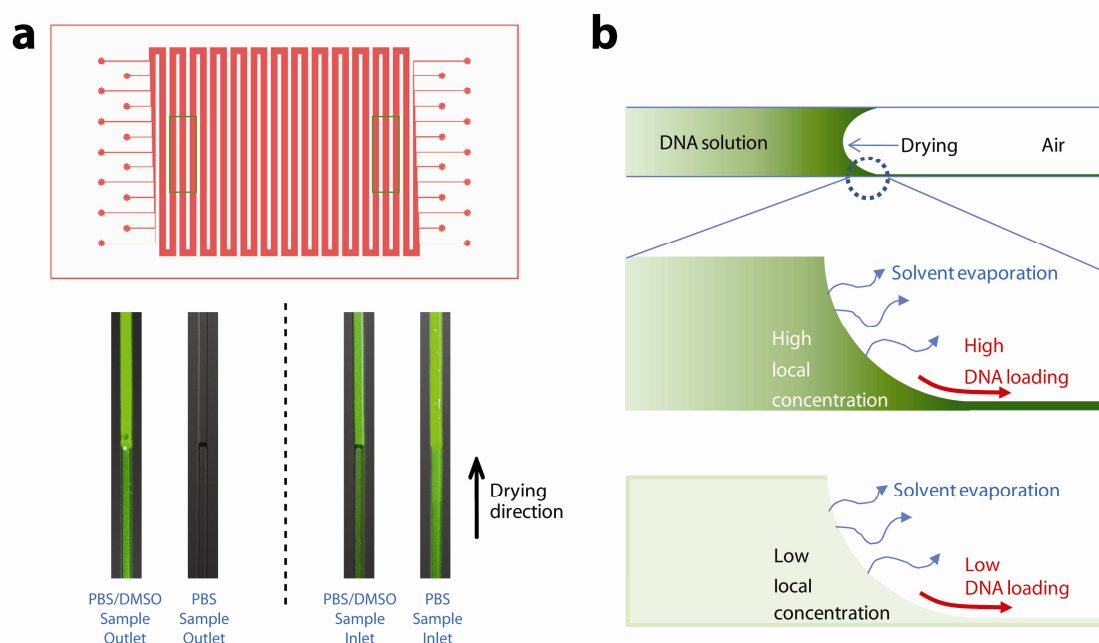 a
PBS/DMSO
Sample
Outlet
PBS
Sample
Outlet
PBS/DMSO
Sample
Inlet
PBS
Sample
Inlet
Drying
direction
b
DNA solution
Drying
Air
Solvent evaporation
High
local
concentration
High
DNA loading
Solvent evaporation
Low
local
concentration
Low
DNA loading